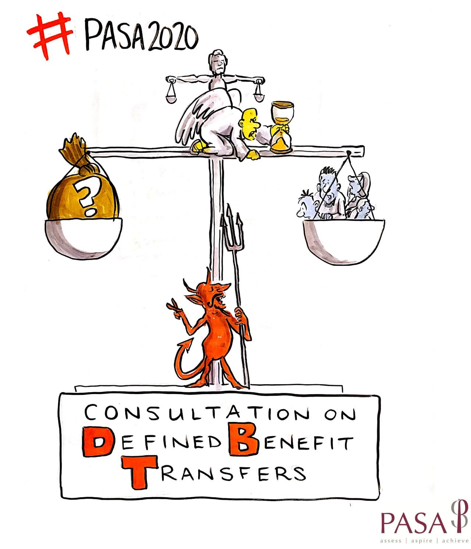 #PASA2020
?
CONSULTATION ON
DEFINED BENEFIT
TRANSFERS
PASA
assess | aspire | achieve